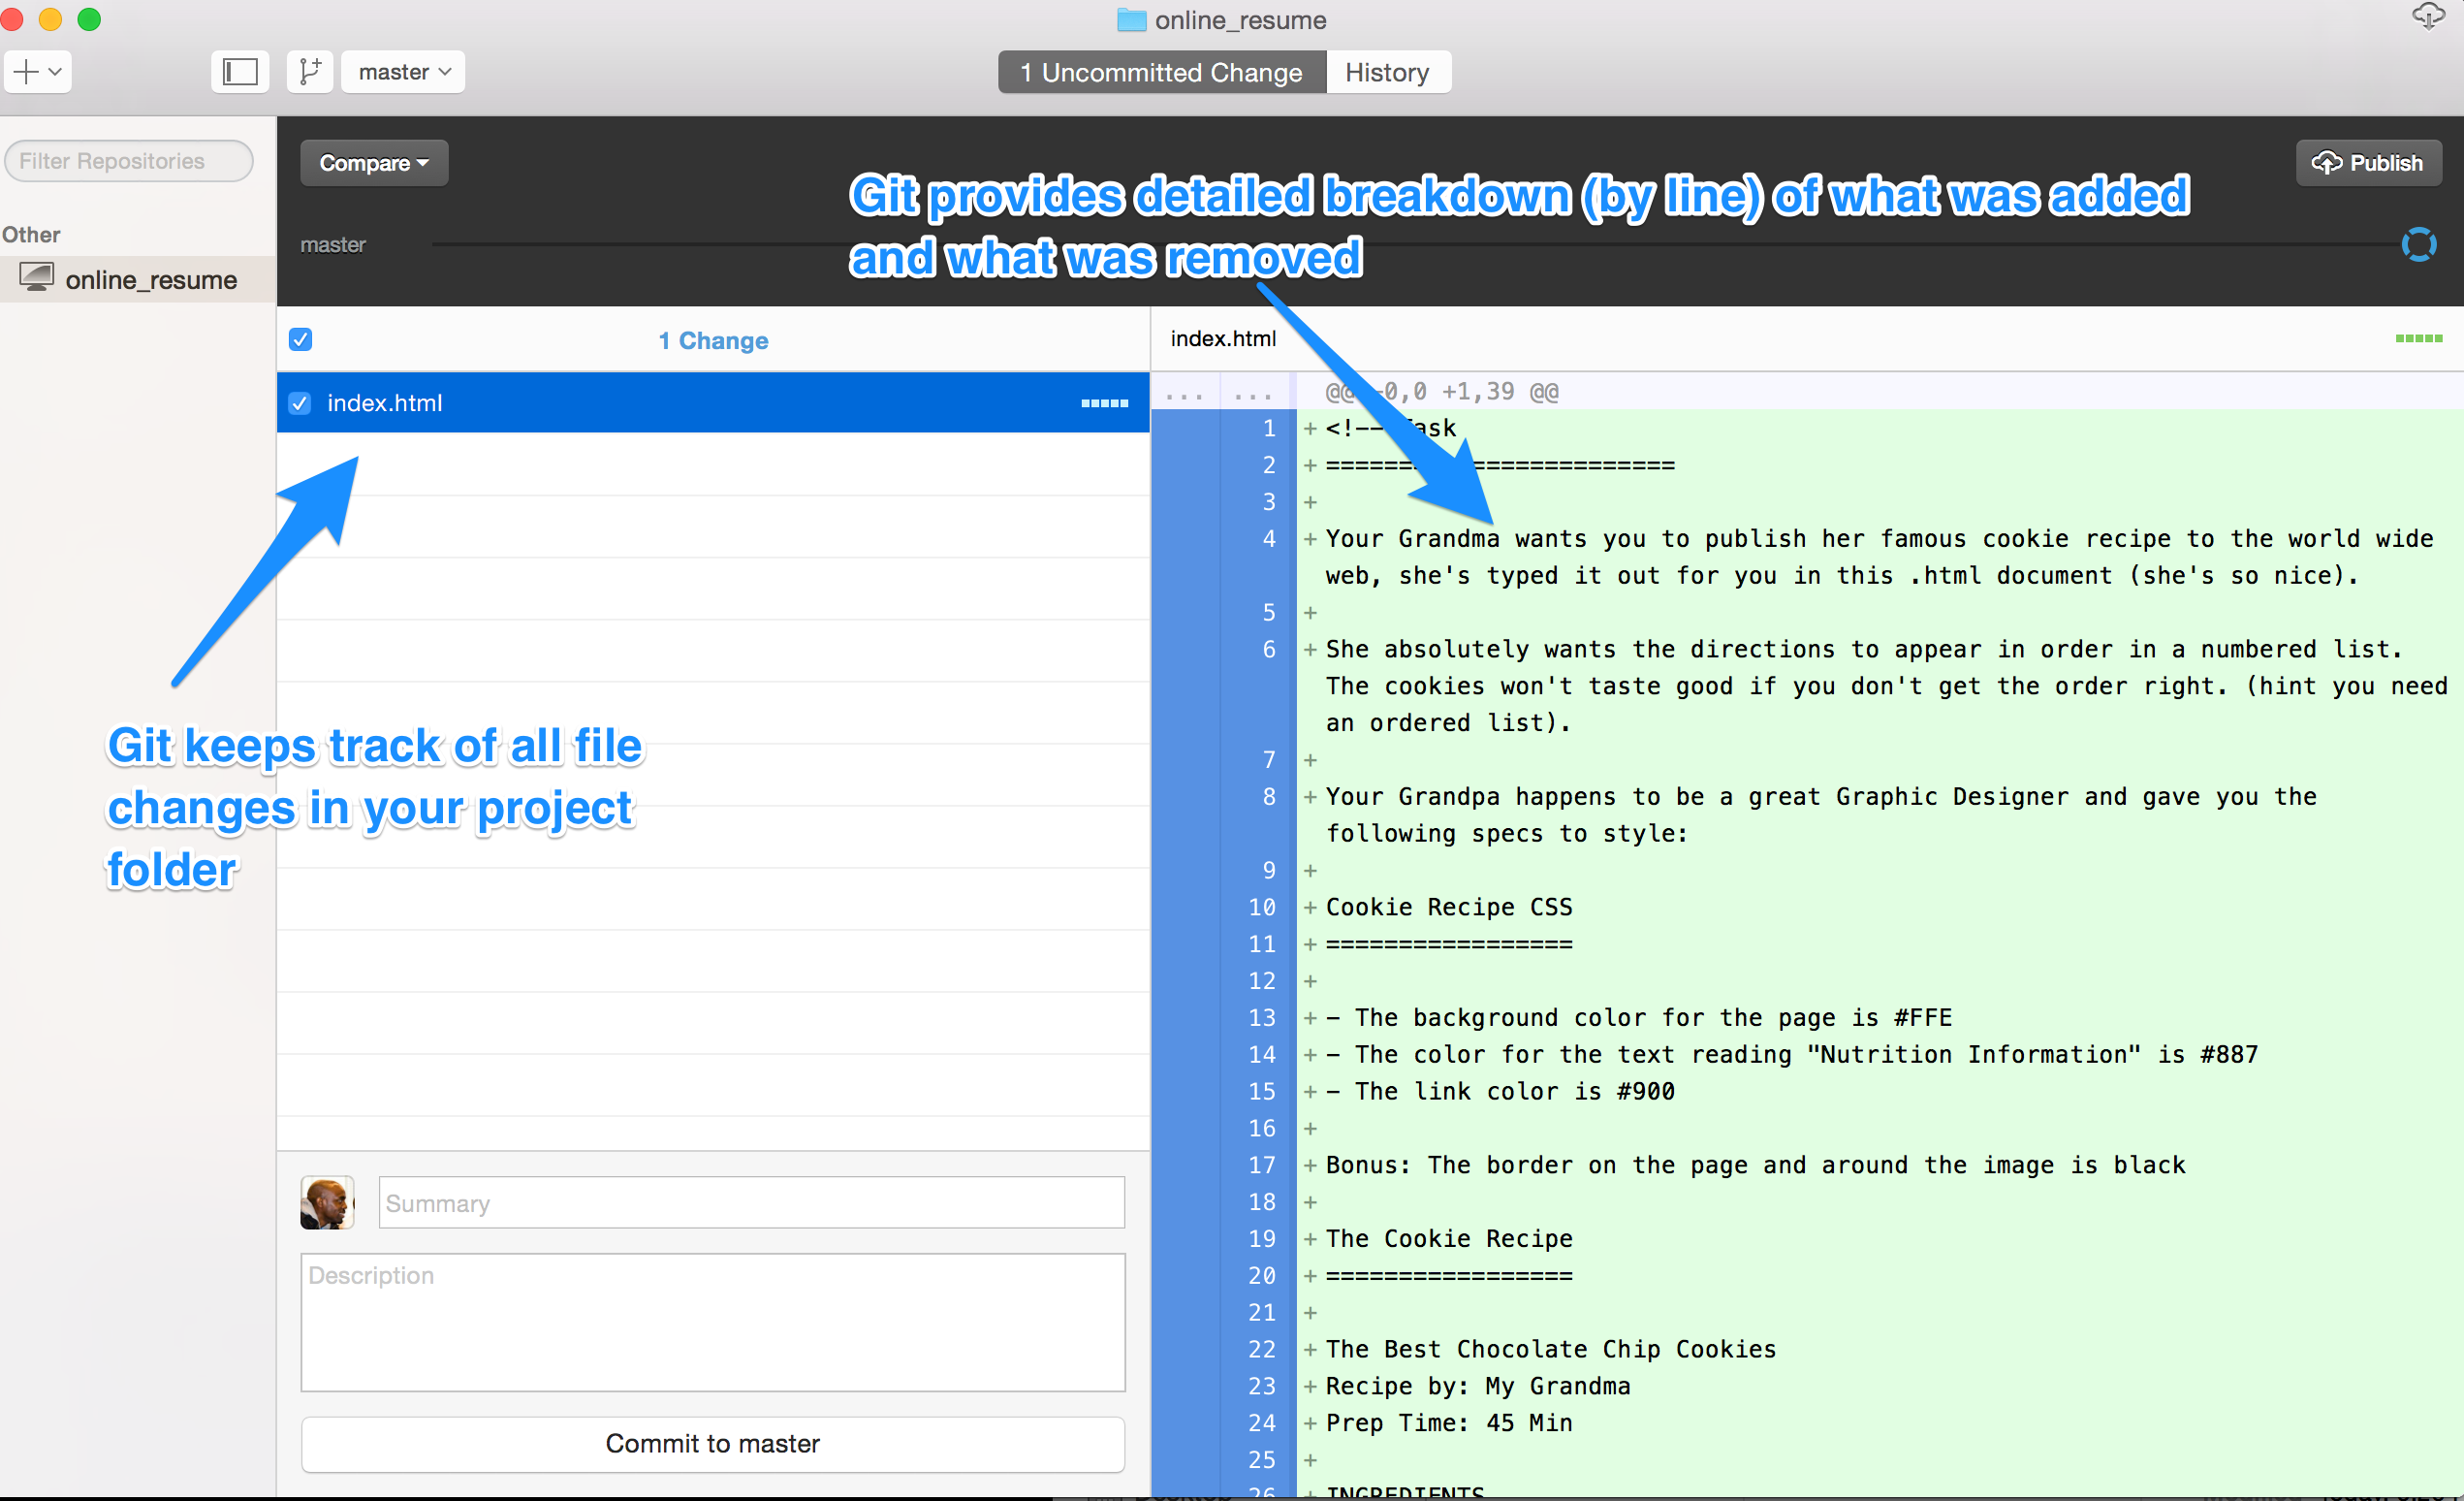 online_resume
master
1 Uncommitted Change
History
Filter Repositories
Other
online_resume
Compare
Publish
master
Git provides detailed breakdown (by line) of what was added
and what was removed
1 Change
index.html
index.html
Git keeps track of all file
changes in your project
folder
Summary
Description
Commit to master
... ... @@ -0,0 +1,39 @@
1 + <!-- Task
2 + ========================
3 +
4 + Your Grandma wants you to publish her famous cookie recipe to the world wide
web, she's typed it out for you in this .html document (she's so nice).
5 +
6 + She absolutely wants the directions to appear in order in a numbered list.
The cookies won't taste good if you don't get the order right. (hint you need
an ordered list).
7 +
8 + Your Grandpa happens to be a great Graphic Designer and gave you the
following specs to style:
9 +
10 + Cookie Recipe CSS
11 + =================
12 +
13 + - The background color for the page is #FFE
14 + - The color for the text reading "Nutrition Information" is #887
15 + - The link color is #900
16 +
17 + Bonus: The border on the page and around the image is black
18 +
19 + The Cookie Recipe
20 + =================
21 +
22 + The Best Chocolate Chip Cookies
23 + Recipe by: My Grandma
24 + Prep Time: 45 Min
25 +
26 + INGREDIENTS